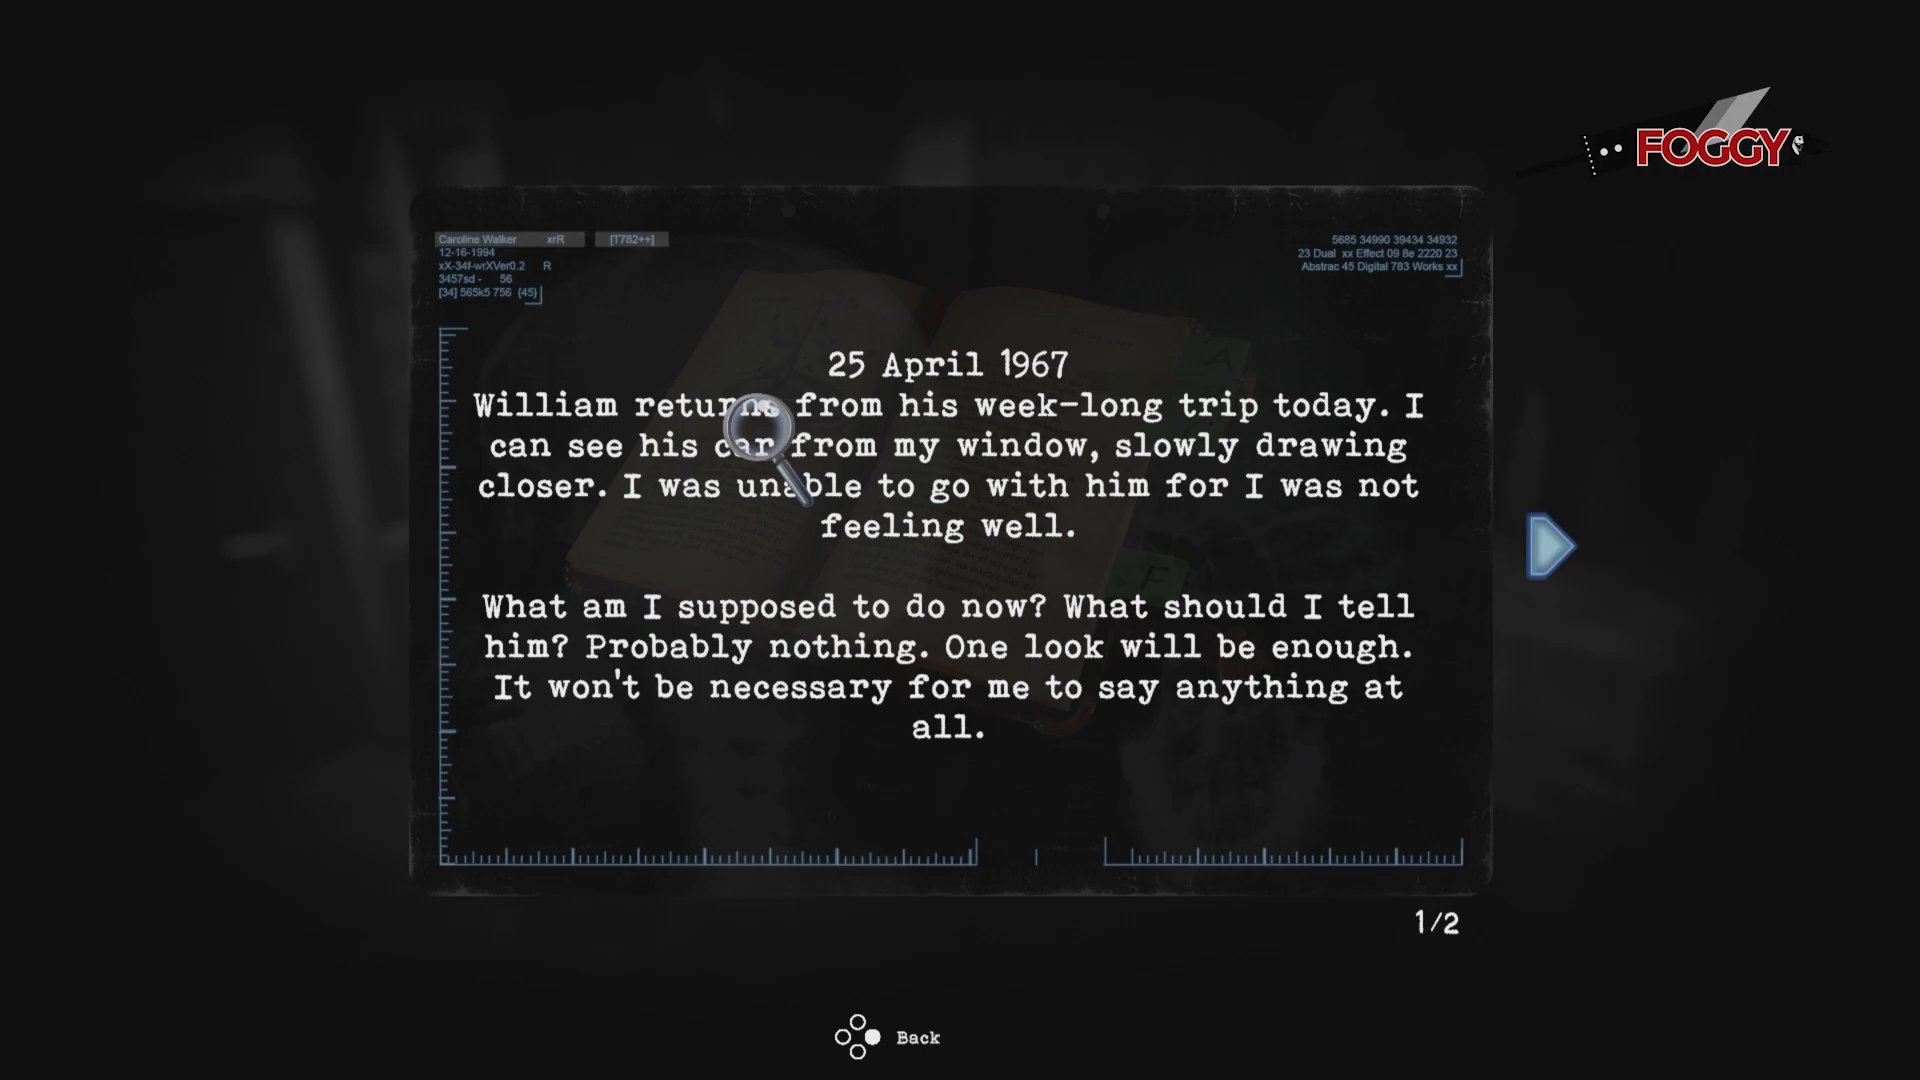 FOGGY
Caroline Walker xrR [T782++]
12-16-1994
xX-34f-wrXVer0.2 R
3457sd - 56
[34] 565k5 756 {45}
5685 34990 39434 34932
23 Dual xx Effect 09 8e 2220 23
Abstrac 45 Digital 783 Works xx
25 April 1967
William returns from his week-long trip today. I
can see his car from my window, slowly drawing
closer. I was unable to go with him for I was not
feeling well.
What am I supposed to do now? What should I tell
him? Probably nothing. One look will be enough.
It won't be necessary for me to say anything at
all.
1/2
Back